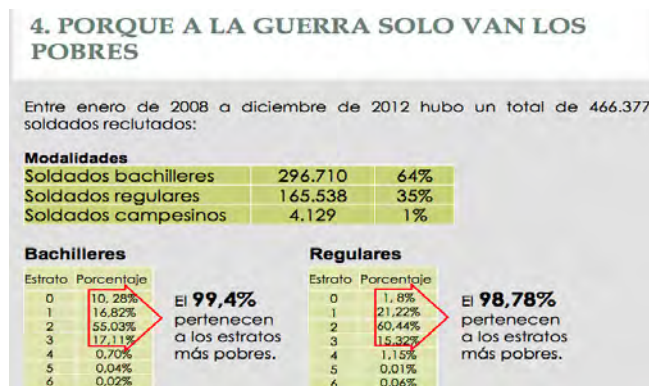 4. PORQUE A LA GUERRA SOLO VAN LOS
POBRES
Entre enero de 2008 a diciembre de 2012 hubo un total de 466.377
soldados reclutados:
Modalidades
Soldados bachilleres 296.710 64%
Soldados regulares 165.538 35%
Soldados campesinos 4.129 1%
Bachilleres
Estrato Porcentaje
0 10, 28%
1 16,82%
2 55,03%
3 17,11%
4 0,70%
5 0,04%
6 0,02%
El 99,4%
pertenecen
a los estratos
más pobres.
Regulares
Estrato Porcentaje
0 1, 8%
1 21,22%
2 60,44%
3 15,32%
4 1,15%
5 0,01%
6 0,06%
El 98,78%
pertenecen
a los estratos
más pobres.